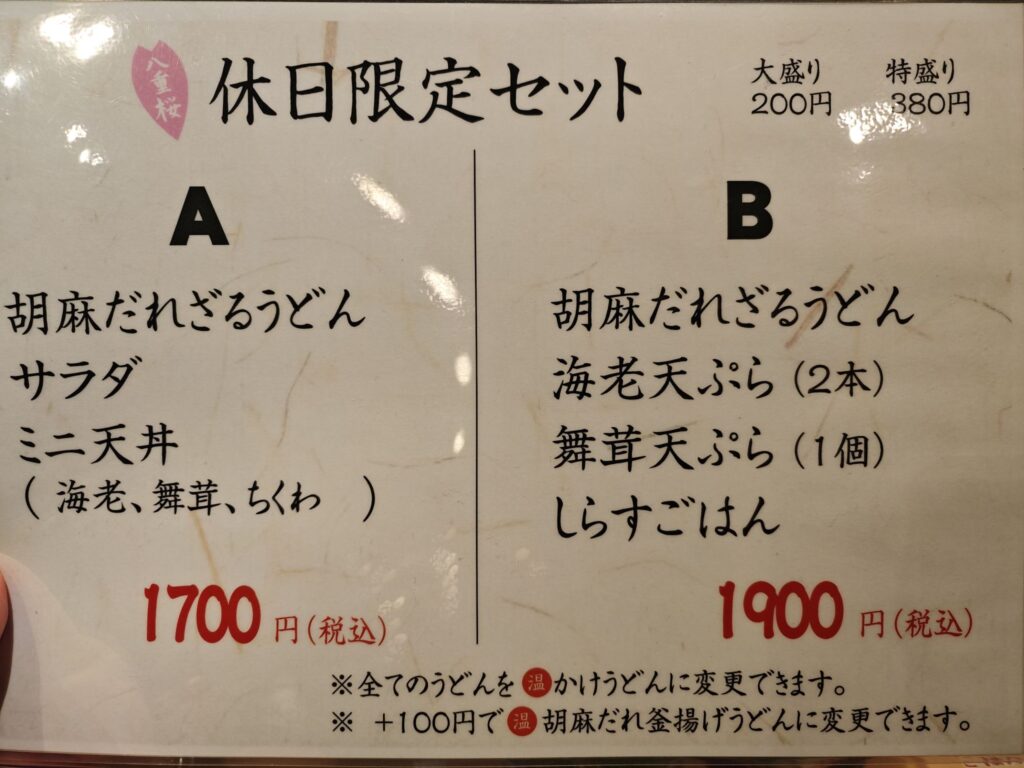 八重桜
休日限定セット
大盛り 特盛り
200円 380円
A
胡麻だれざるうどん
サラダ
ミニ天丼
( 海老、舞茸、ちくわ )
1700円(税込)
B
胡麻だれざるうどん
海老天ぷら(2本)
舞茸天ぷら(1個)
しらすごはん
1900円(税込)
※全てのうどんを温かけうどんに変更できます。
※ +100円で温胡麻だれ釜揚げうどんに変更できます。